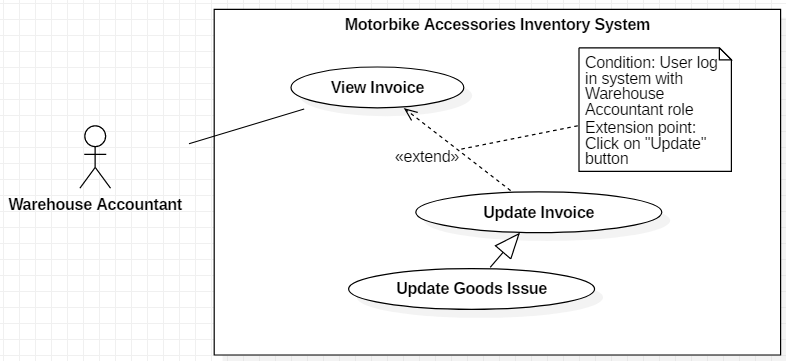 Motorbike Accessories Inventory System
Condition: User log
in system with
Warehouse
Accountant role
Extension point:
Click on "Update"
button
View Invoice
«extend»
Warehouse Accountant
Update Invoice
Update Goods Issue